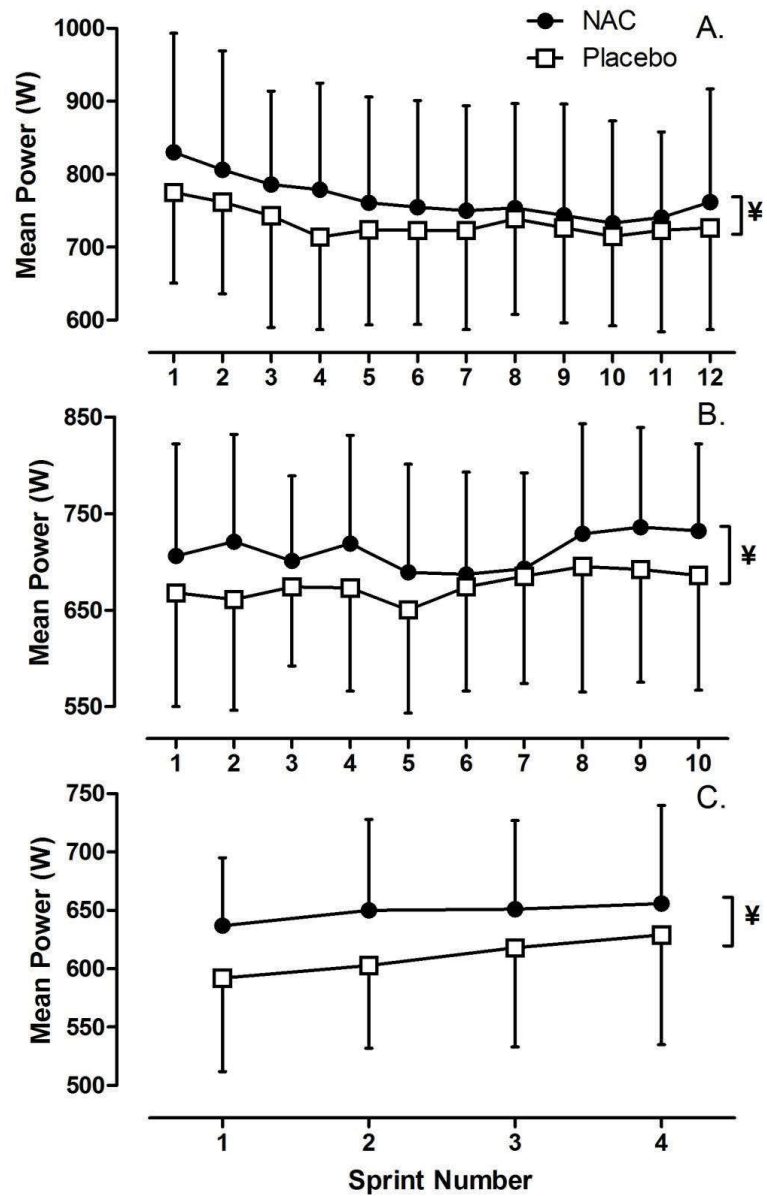 NAC
Placebo
A.
Mean Power (W)
1000
900
800
700
600
¥
1 2 3 4 5 6 7 8 9 10 11 12
B.
Mean Power (W)
850
750
650
550
¥
1 2 3 4 5 6 7 8 9 10
C.
Mean Power (W)
750
700
650
600
550
500
¥
1 2 3 4
Sprint Number